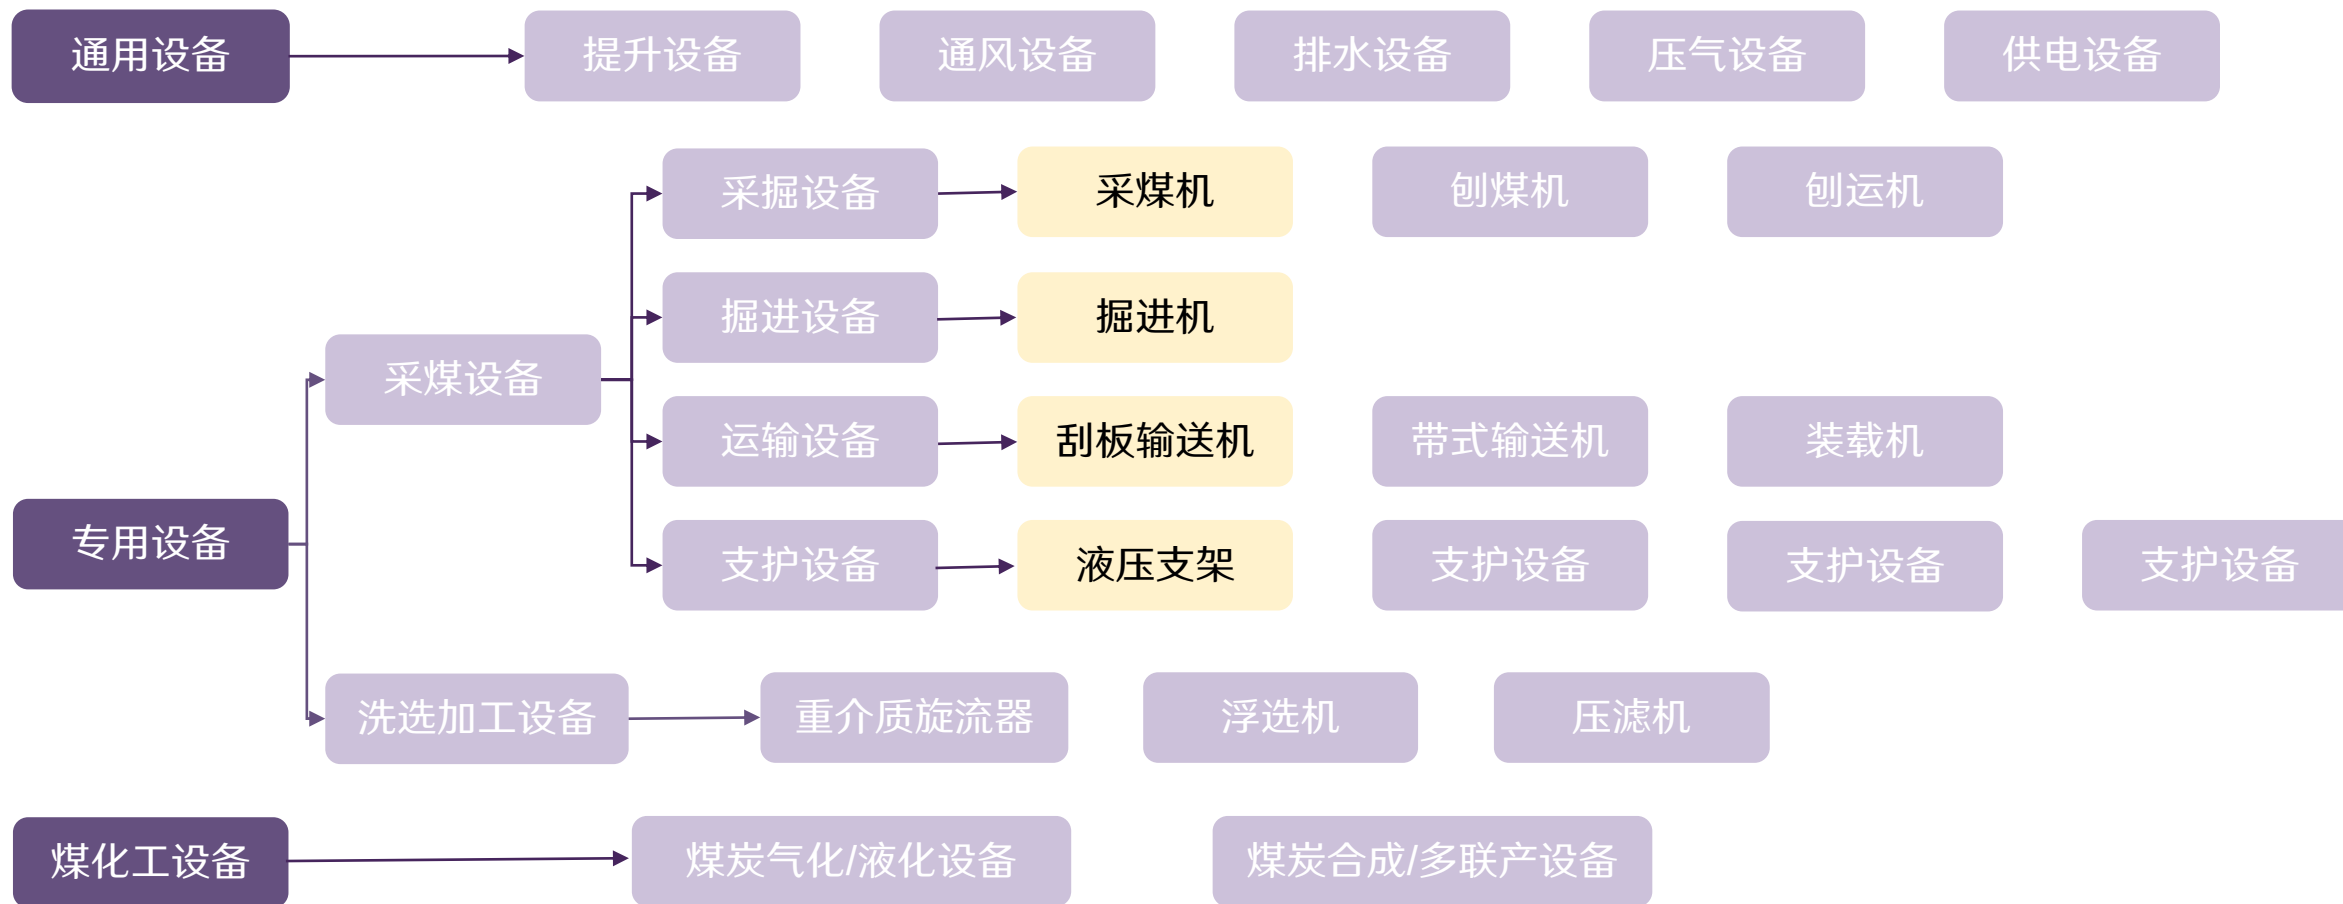 通用设备
提升设备
通风设备
排水设备
压气设备
供电设备
采掘设备
采煤机
刨煤机
刨运机
掘进设备
掘进机
采煤设备
运输设备
刮板输送机
带式输送机
装载机
专用设备
支护设备
液压支架
支护设备
支护设备
支护设备
洗选加工设备
重介质旋流器
浮选机
压滤机
煤化工设备
煤炭气化/液化设备
煤炭合成/多联产设备